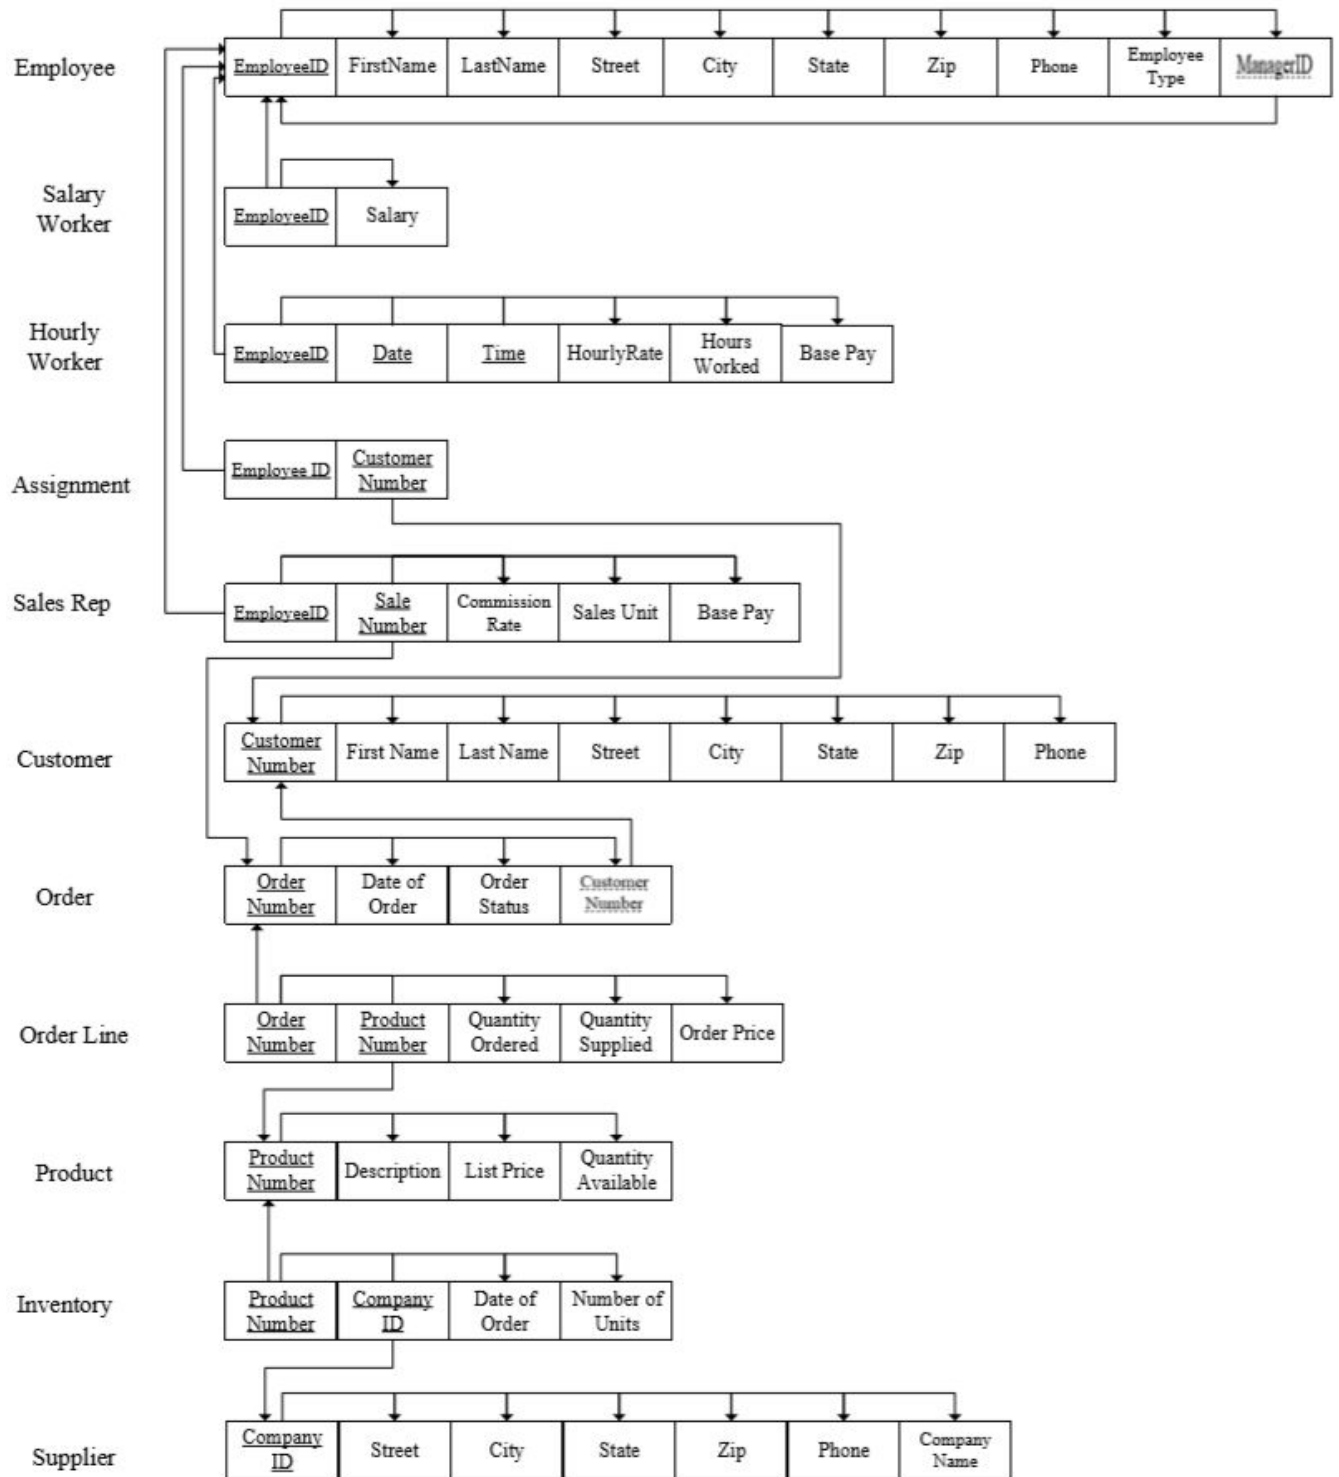 Employee
EmployeeID FirstName LastName Street City State Zip Phone Employee Type ManagerID
Salary
Worker
EmployeeID Salary
Hourly
Worker
EmployeeID Date Time HourlyRate Hours Worked Base Pay
Assignment
Employee ID Customer Number
Sales Rep
EmployeeID Sale Number Commission Rate Sales Unit Base Pay
Customer
Customer Number First Name Last Name Street City State Zip Phone
Order
Order Number Date of Order Order Status Customer Number
Order Line
Order Number Product Number Quantity Ordered Quantity Supplied Order Price
Product
Product Number Description List Price Quantity Available
Inventory
Product Number Company ID Date of Order Number of Units
Supplier
Company ID Street City State Zip Phone Company Name